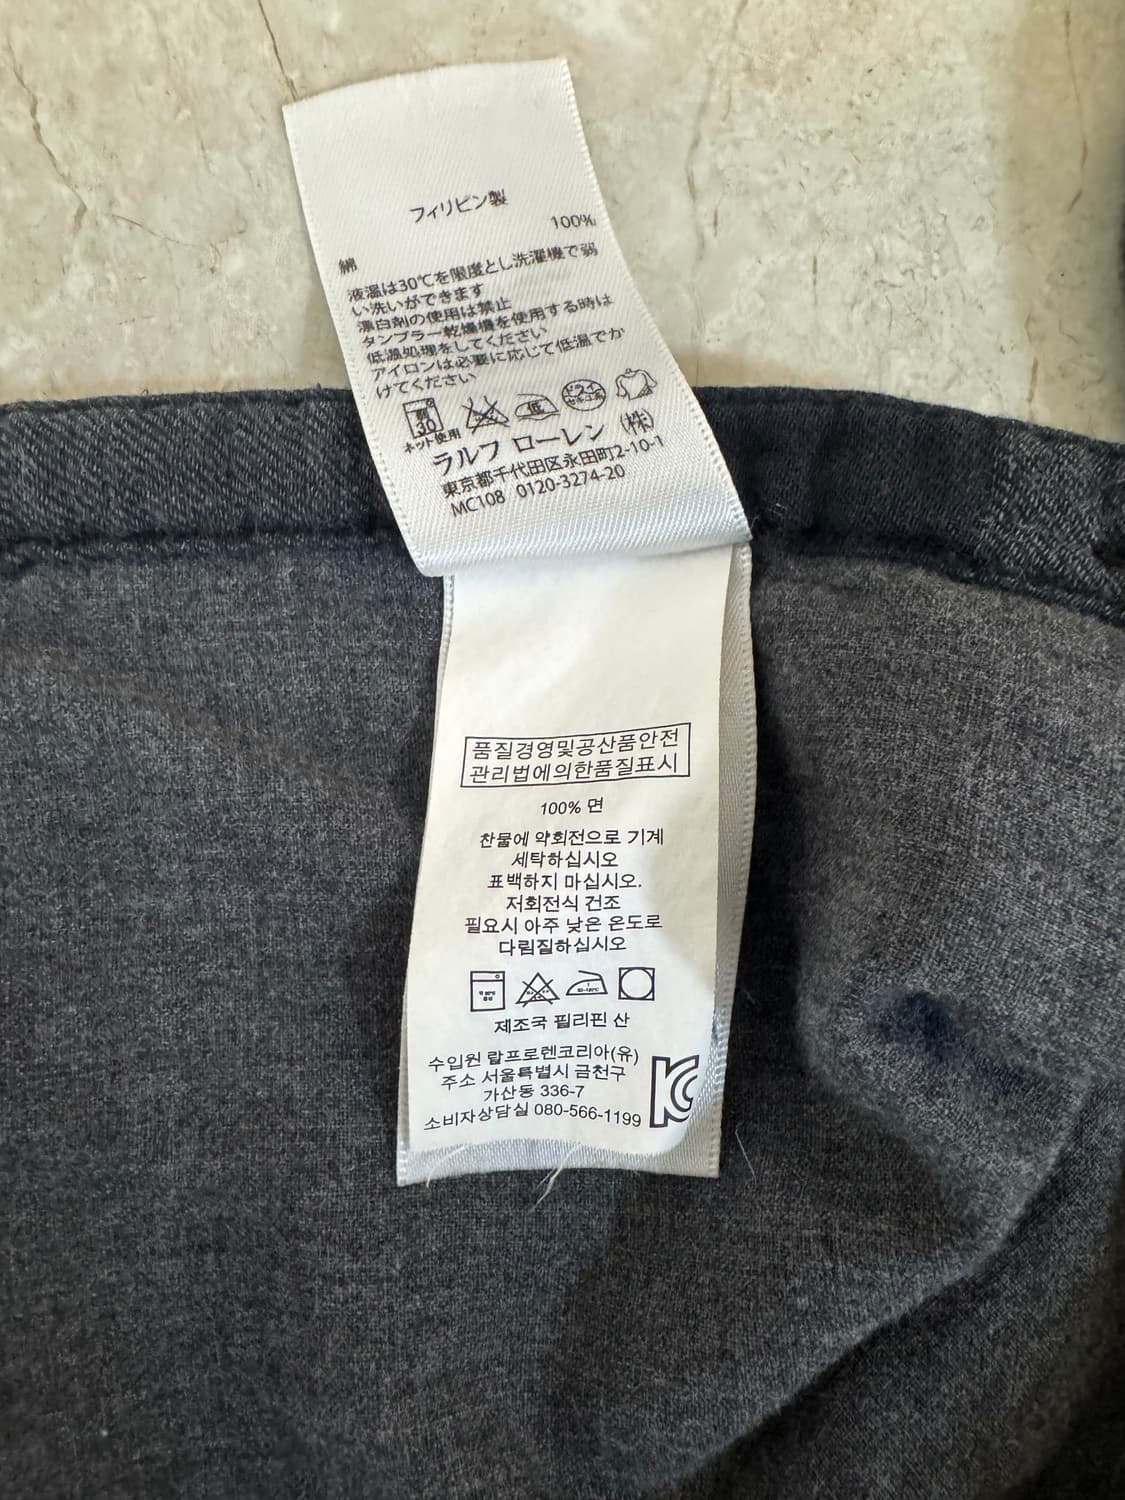 フィリピン製
100%
綿
液温は30℃を限度とし洗濯機で弱
い洗いができます
漂白剤の使用は禁止
タンブラー乾燥機を使用する時は
低温処理をしてください
アイロンは必要に応じて低温でか
けてください
弱
30
低
ネット使用
ラルフ ローレン (株)
東京都千代田区永田町2-10-1
MC108 0120-3274-20
품질경영및공산품안전
관리법에의한품질표시
100% 면
찬물에 약회전으로 기계
세탁하십시오
표백하지 마십시오.
저회전식 건조
필요시 아주 낮은 온도로
다림질하십시오
제조국 필리핀 산
수입원 랄프로렌코리아(유)
주소 서울특별시 금천구
가산동 336-7
소비자상담실 080-566-1199